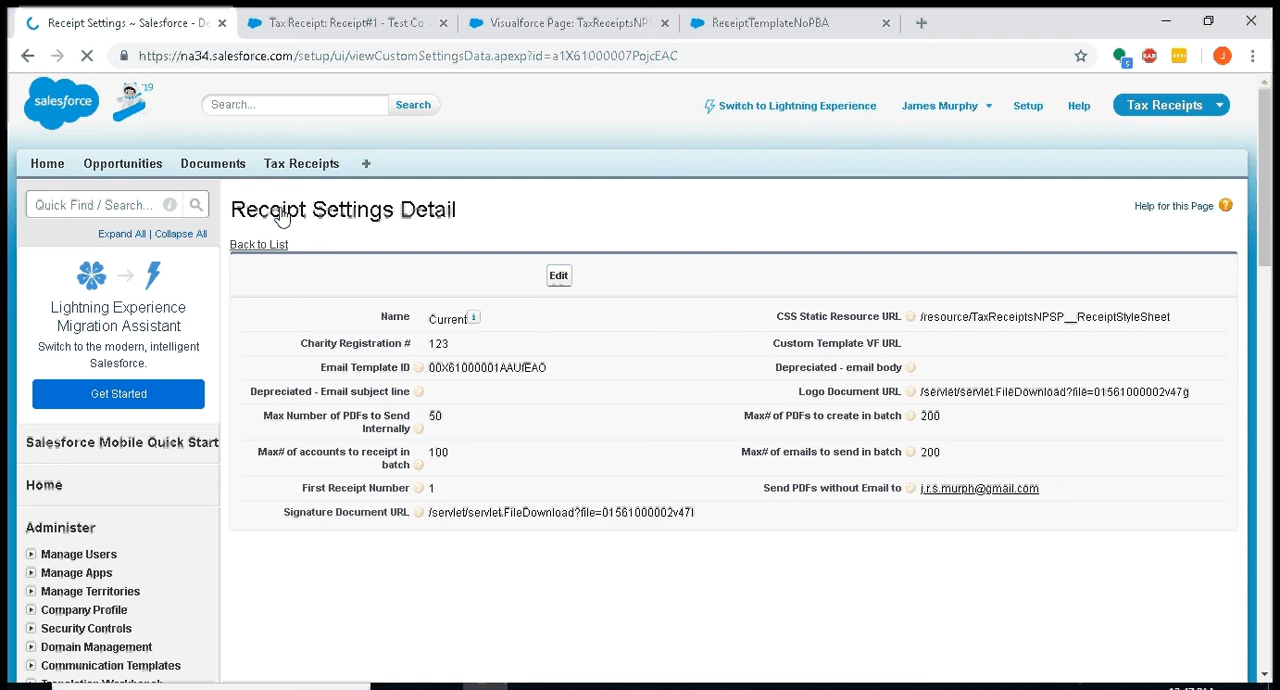 Receipt Settings ~ Salesforce - De
Tax Receipt: Receipt#1 - Test Co
Visualforce Page: TaxReceiptsNPS
ReceiptTemplateNoPBA
https://na34.salesforce.com/setup/ui/viewCustomSettingsData.apexp?id=a1X61000007PojcEAC
5
ABP
J
salesforce
'19
Search...
Search
Switch to Lightning Experience
James Murphy
Setup
Help
Tax Receipts
Home
Opportunities
Documents
Tax Receipts
+
Quick Find / Search...
Expand All | Collapse All
Lightning Experience
Migration Assistant
Switch to the modern, intelligent
Salesforce.
Get Started
Salesforce Mobile Quick Start
Home
Administer
Manage Users
Manage Apps
Manage Territories
Company Profile
Security Controls
Domain Management
Communication Templates
Receipt Settings Detail
Help for this Page
Back to List
Edit
Name Current
CSS Static Resource URL /resource/TaxReceiptsNPSP__ReceiptStyleSheet
Charity Registration # 123
Custom Template VF URL
Email Template ID 00X61000001AAUfEAO
Depreciated - email body
Depreciated - Email subject line
Logo Document URL /servlet/servlet.FileDownload?file=01561000002v47g
Max Number of PDFs to Send Internally 50
Max# of PDFs to create in batch 200
Max# of accounts to receipt in batch 100
Max# of emails to send in batch 200
First Receipt Number 1
Send PDFs without Email to j.r.s.murph@gmail.com
Signature Document URL /servlet/servlet.FileDownload?file=01561000002v47l